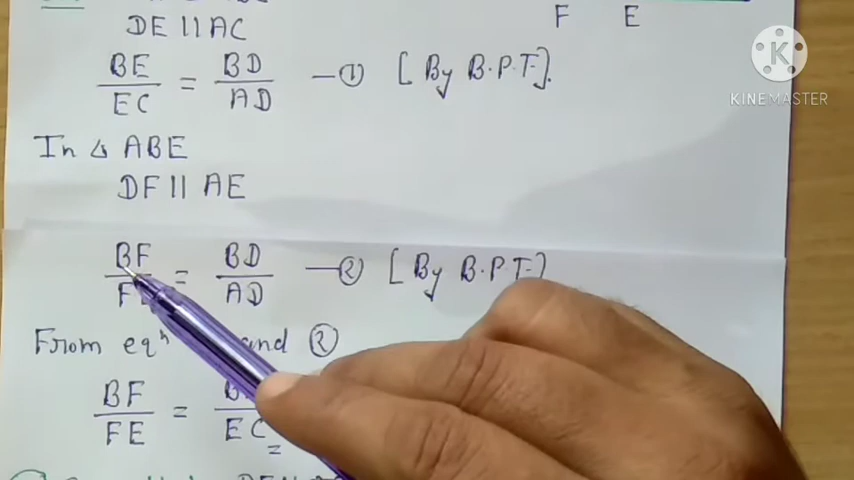 F E
DE || AC
BE/EC = BD/AD —① [By B.P.T].
KINEMASTER
In △ ABE
DF || AE
BF/ = BD/AD —② [By B.P.T]
From eqⁿ and ②
BF/FE = /EC